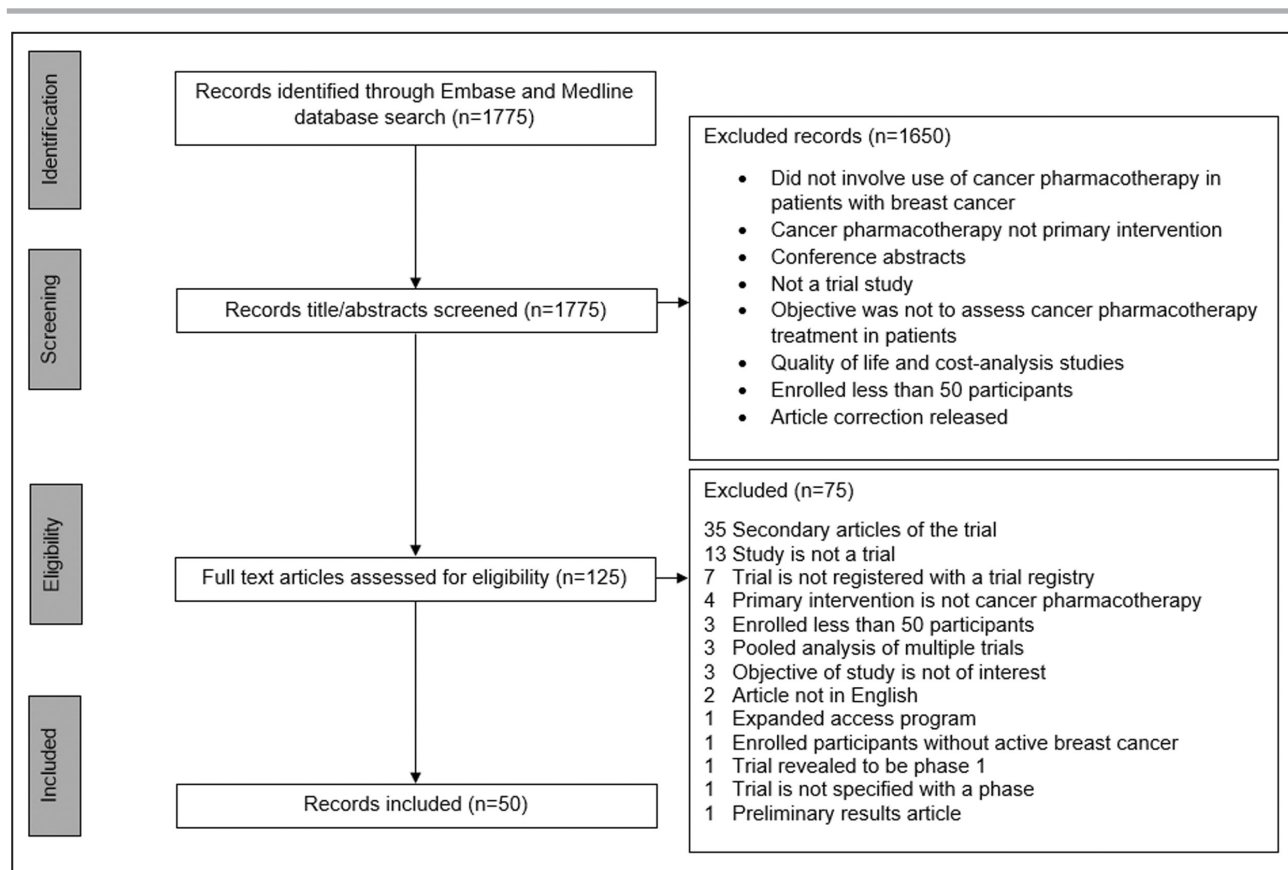 Identification
Records identified through Embase and Medline
database search (n=1775)
Screening
Records title/abstracts screened (n=1775)
Excluded records (n=1650)
• Did not involve use of cancer pharmacotherapy in
patients with breast cancer
• Cancer pharmacotherapy not primary intervention
• Conference abstracts
• Not a trial study
• Objective was not to assess cancer pharmacotherapy
treatment in patients
• Quality of life and cost-analysis studies
• Enrolled less than 50 participants
• Article correction released
Eligibility
Full text articles assessed for eligibility (n=125)
Excluded (n=75)
35 Secondary articles of the trial
13 Study is not a trial
7 Trial is not registered with a trial registry
4 Primary intervention is not cancer pharmacotherapy
3 Enrolled less than 50 participants
3 Pooled analysis of multiple trials
3 Objective of study is not of interest
2 Article not in English
1 Expanded access program
1 Enrolled participants without active breast cancer
1 Trial revealed to be phase 1
1 Trial is not specified with a phase
1 Preliminary results article
Included
Records included (n=50)